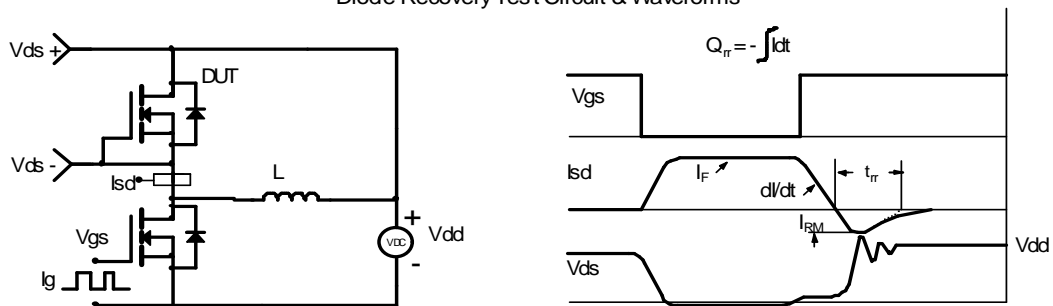 Diode Recovery Test Circuit & Waveforms
Vds +
DUT
Vds -
Isd
L
Vgs
Ig
VDC
+
-
Vdd
Qrr = - ∫Idt
Vgs
Isd
IF
dI/dt
trr
IRM
Vdd
Vds